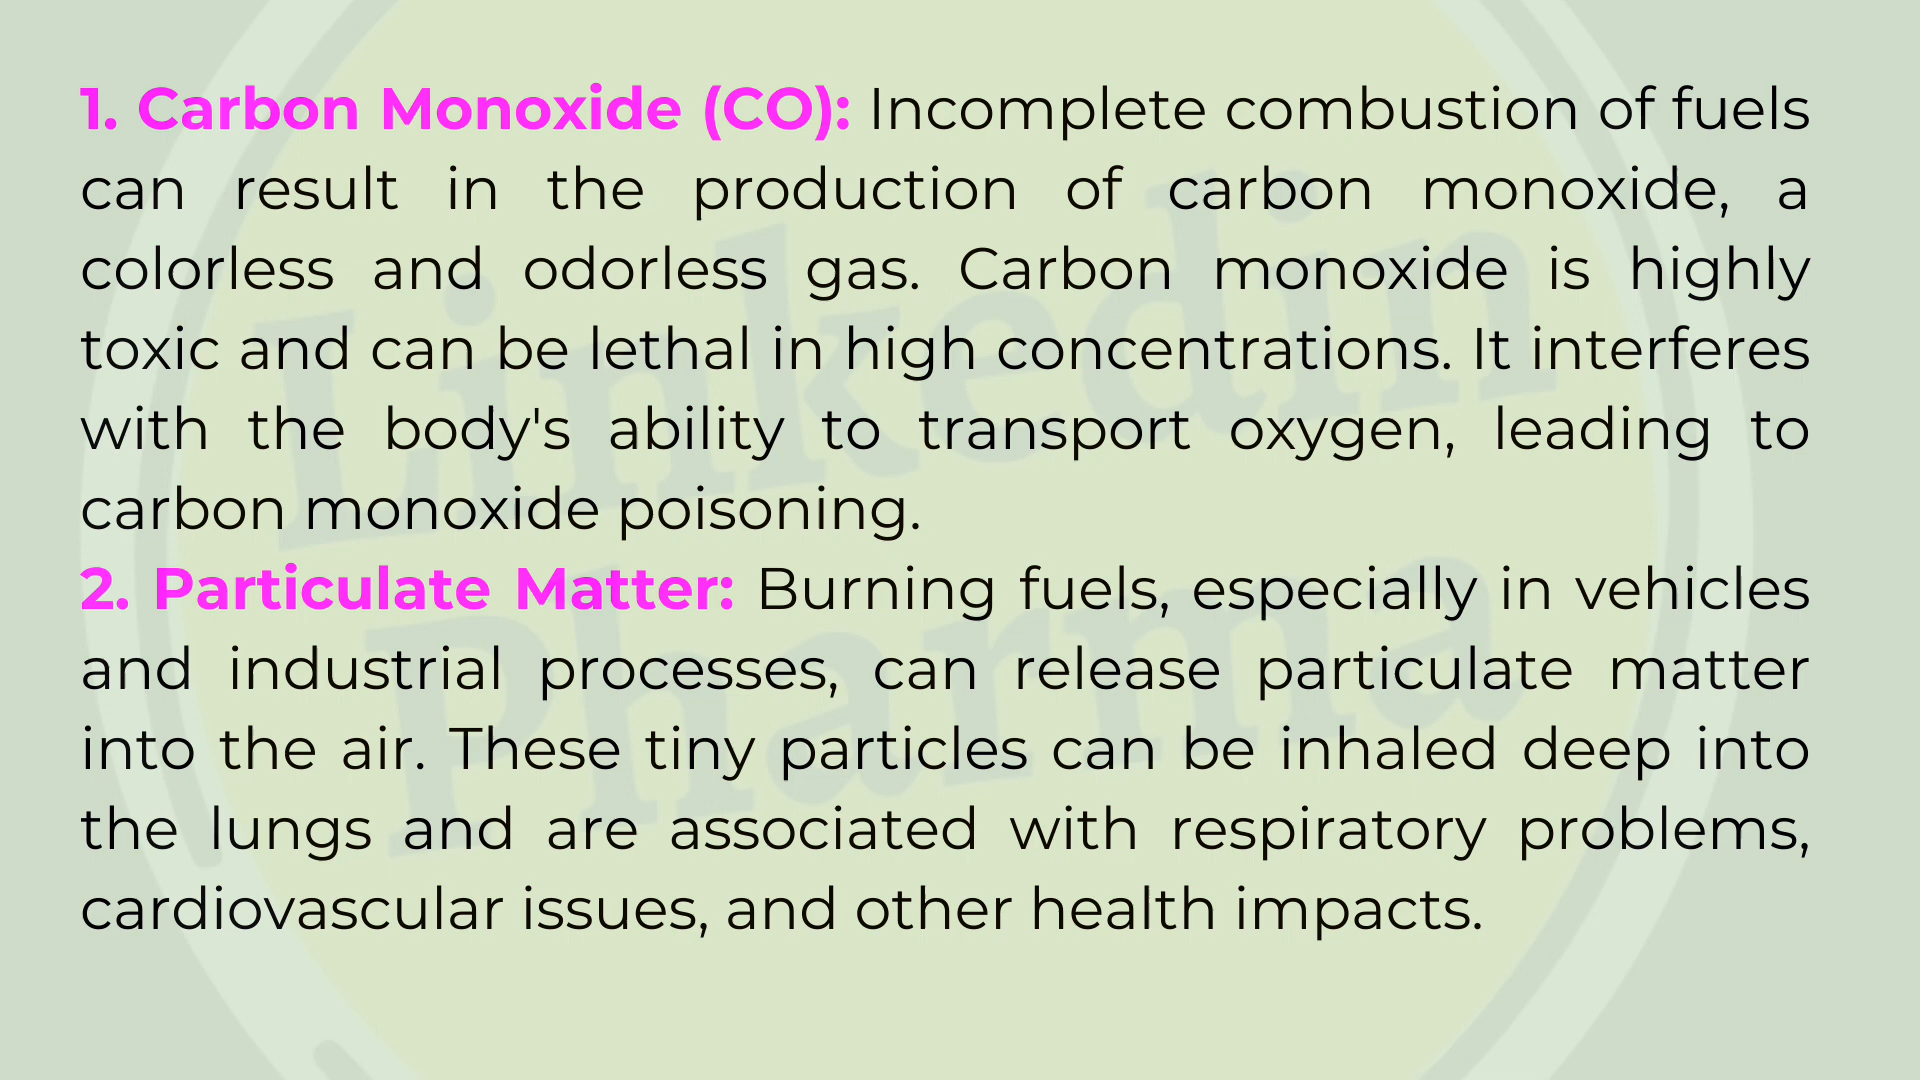 1. Carbon Monoxide (CO): Incomplete combustion of fuels
can result in the production of carbon monoxide, a
colorless and odorless gas. Carbon monoxide is highly
toxic and can be lethal in high concentrations. It interferes
with the body's ability to transport oxygen, leading to
carbon monoxide poisoning.
2. Particulate Matter: Burning fuels, especially in vehicles
and industrial processes, can release particulate matter
into the air. These tiny particles can be inhaled deep into
the lungs and are associated with respiratory problems,
cardiovascular issues, and other health impacts.
Linkedin
Pharma